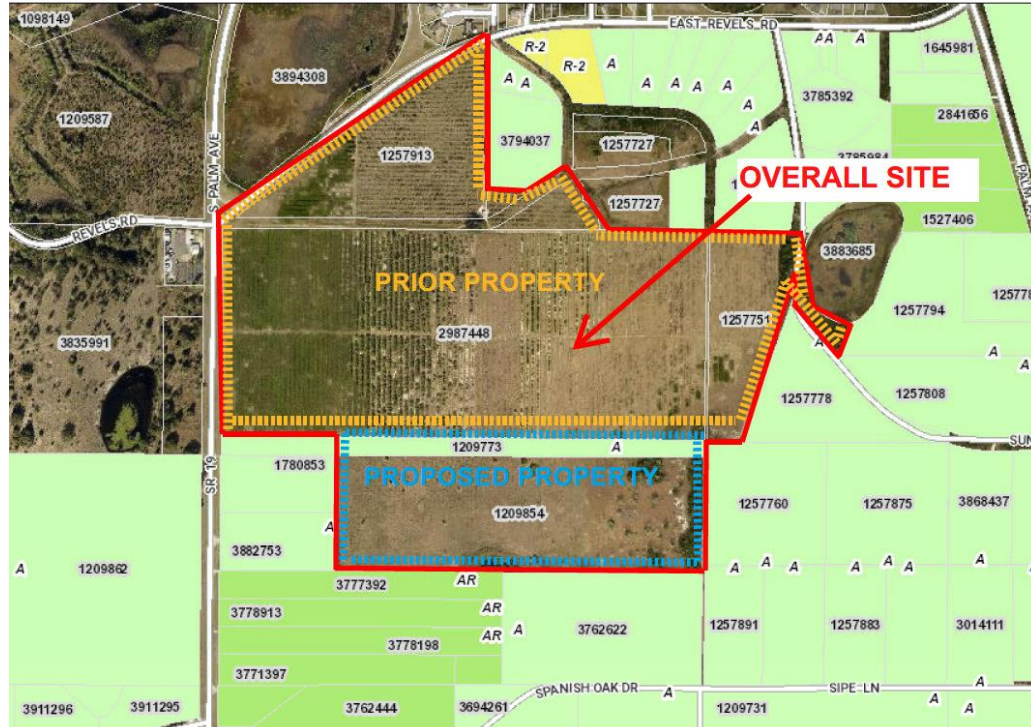 1098149
EAST REVELS RD
R-2
R-2
A
A
A
A
A
A
A
A
A
A
1645981
3894308
1209587
S PALM AVE
3785392
2841656
1257913
3794037
1257727
3785984
OVERALL SITE
1257727
1527406
REVELS RD
3883685
PRIOR PROPERTY
1257794
2987448
1257751
3835991
A
A
A
1257778
1257808
1209773
A
1780853
SR 19
PROPOSED PROPERTY
1257760
1257875
3868437
1209854
A
3882753
A
1209862
3777392
AR
A
A
A
A
A
A
A
3778913
AR
3778198
AR
A
3762622
1257891
1257883
3014111
3771397
SPANISH OAK DR
A
SIPE LN
A
A
A
3911296
3911295
3762444
3694261
1209731